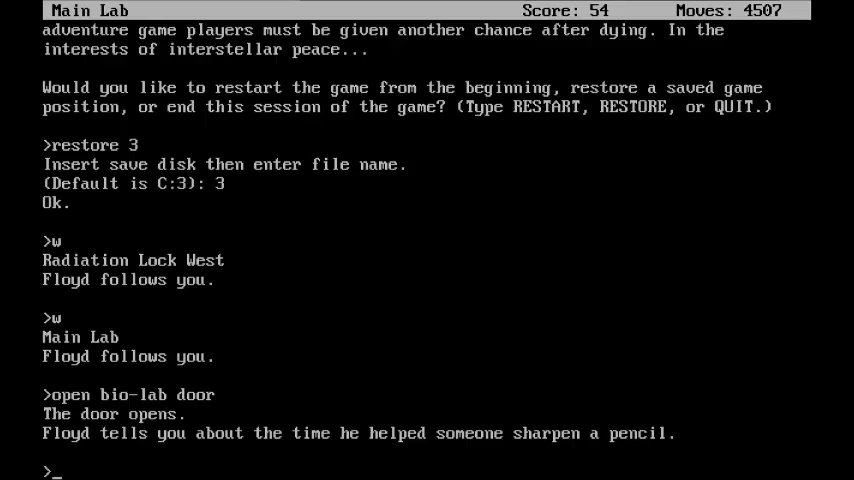 Main Lab Score: 54 Moves: 4507
adventure game players must be given another chance after dying. In the
interests of interstellar peace...
Would you like to restart the game from the beginning, restore a saved game
position, or end this session of the game? (Type RESTART, RESTORE, or QUIT.)
>restore 3
Insert save disk then enter file name.
(Default is C:3): 3
Ok.
>w
Radiation Lock West
Floyd follows you.
>w
Main Lab
Floyd follows you.
>open bio-lab door
The door opens.
Floyd tells you about the time he helped someone sharpen a pencil.
>_